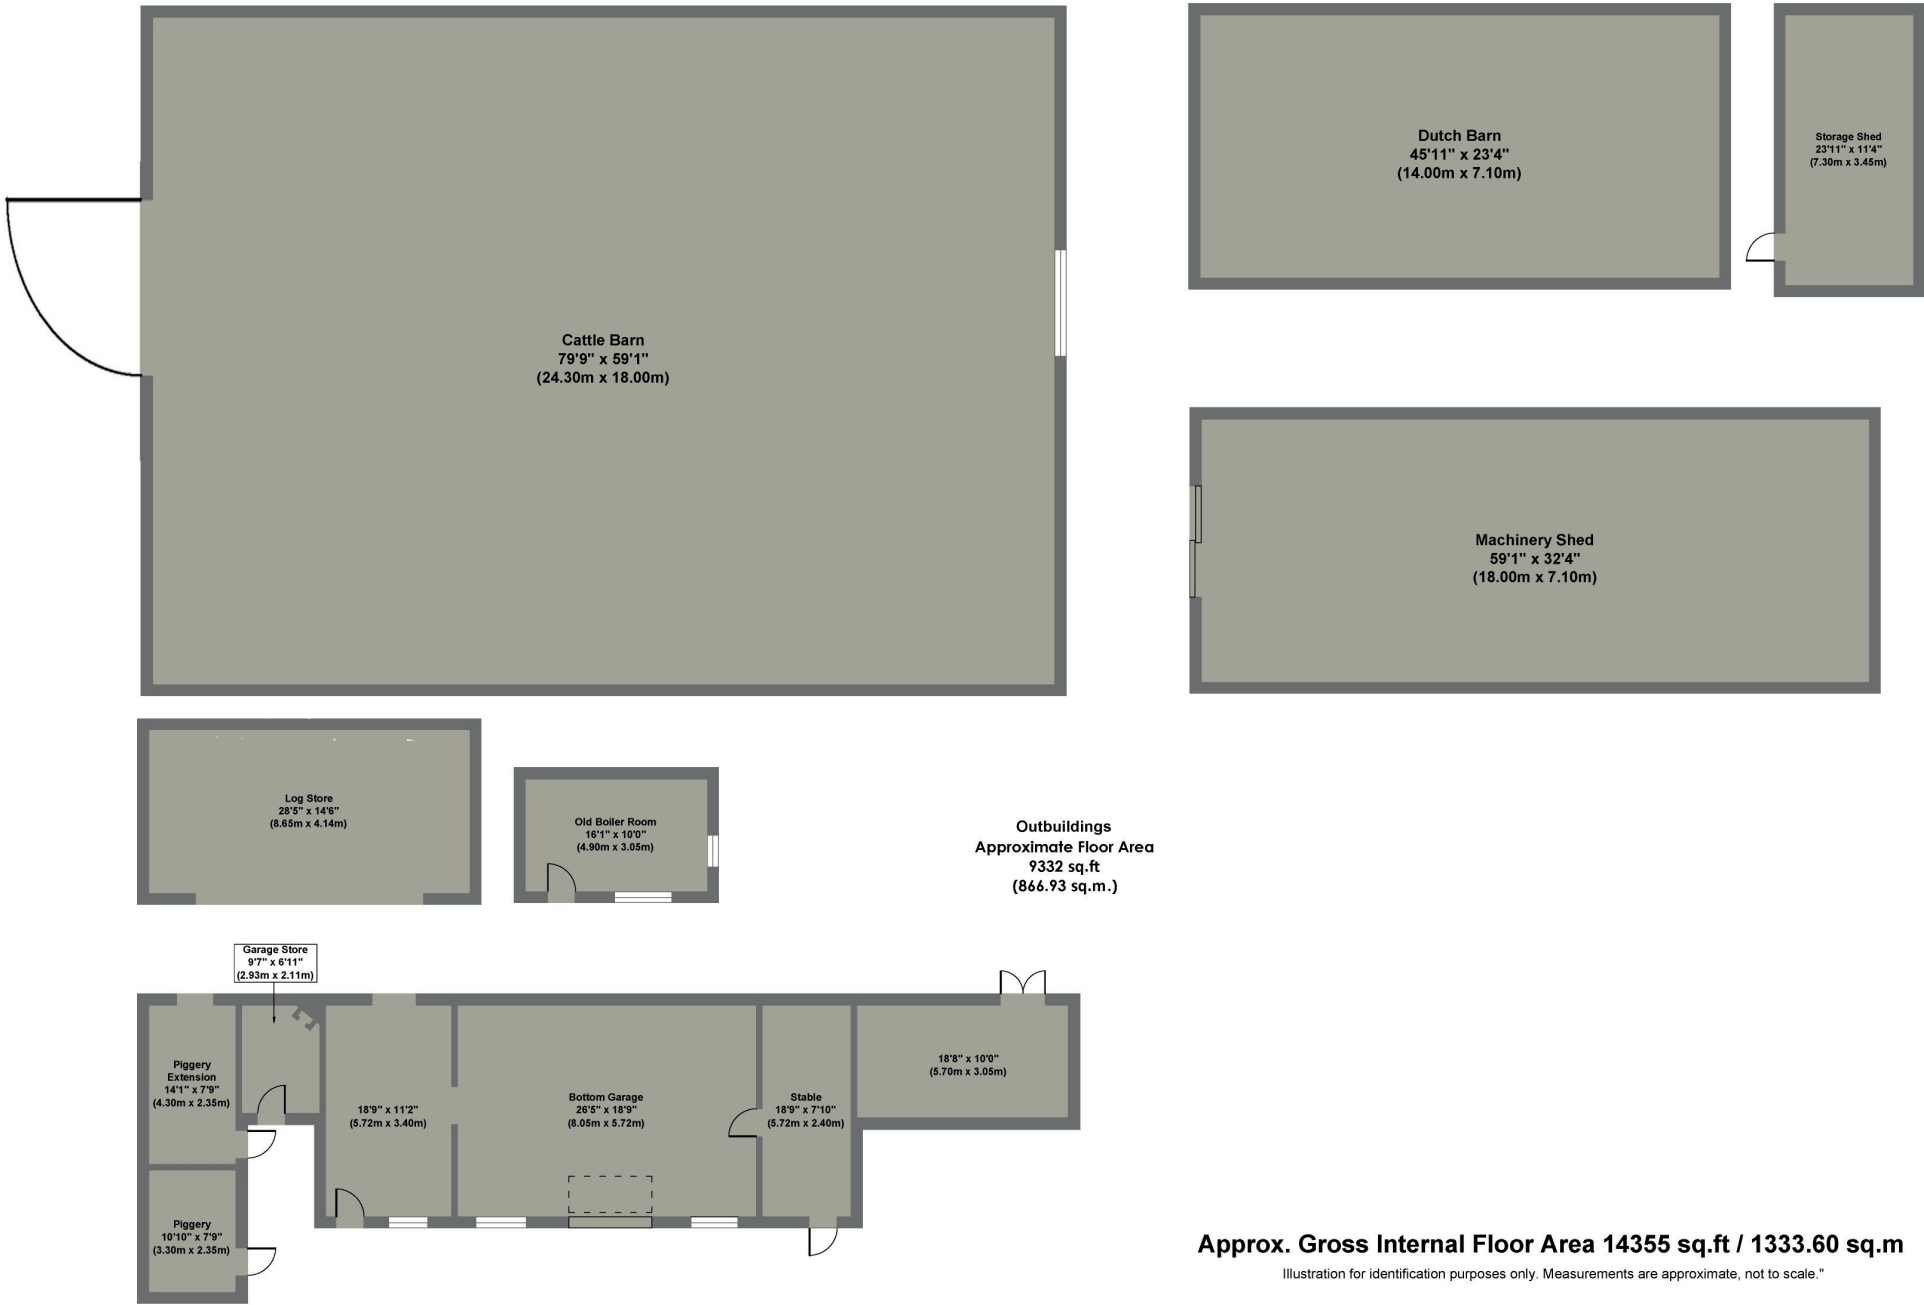 Cattle Barn
79'9" x 59'1"
(24.30m x 18.00m)
Dutch Barn
45'11" x 23'4"
(14.00m x 7.10m)
Storage Shed
23'11" x 11'4"
(7.30m x 3.45m)
Machinery Shed
59'1" x 32'4"
(18.00m x 7.10m)
Log Store
28'5" x 14'6"
(8.65m x 4.14m)
Old Boiler Room
16'1" x 10'0"
(4.90m x 3.05m)
Outbuildings
Approximate Floor Area
9332 sq.ft
(866.93 sq.m.)
Garage Store
9'7" x 6'11"
(2.93m x 2.11m)
Piggery
Extension
14'1" x 7'9"
(4.30m x 2.35m)
18'9" x 11'2"
(5.72m x 3.40m)
Bottom Garage
26'5" x 18'9"
(8.05m x 5.72m)
Stable
18'9" x 7'10"
(5.72m x 2.40m)
18'8" x 10'0"
(5.70m x 3.05m)
Piggery
10'10" x 7'9"
(3.30m x 2.35m)
Approx. Gross Internal Floor Area 14355 sq.ft / 1333.60 sq.m
Illustration for identification purposes only. Measurements are approximate, not to scale."